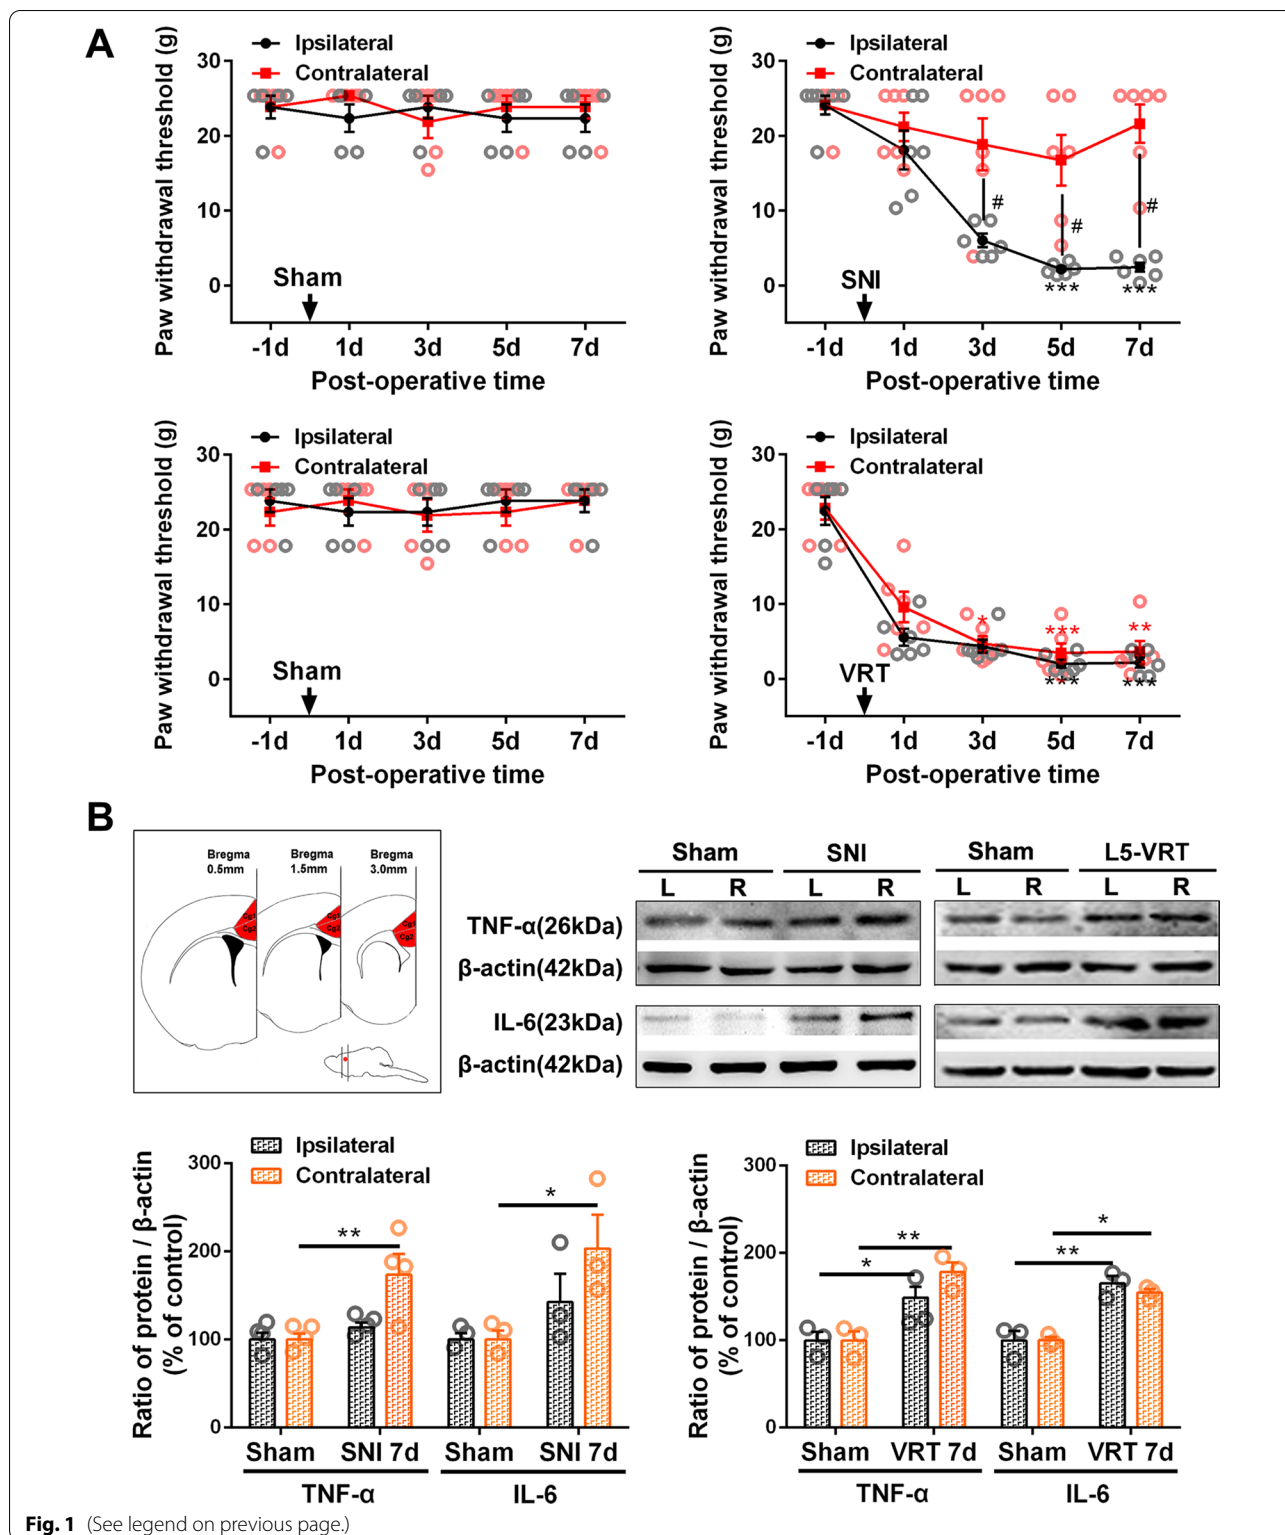 A
Paw withdrawal threshold (g)
Ipsilateral
Contralateral
30
20
10
0
Sham
-1d 1d 3d 5d 7d
Post-operative time
Paw withdrawal threshold (g)
Ipsilateral
Contralateral
30
20
10
0
SNI
# # #
*** ***
-1d 1d 3d 5d 7d
Post-operative time
Paw withdrawal threshold (g)
Ipsilateral
Contralateral
30
20
10
0
Sham
-1d 1d 3d 5d 7d
Post-operative time
Paw withdrawal threshold (g)
Ipsilateral
Contralateral
30
20
10
0
VRT
* *** **
*** ***
-1d 1d 3d 5d 7d
Post-operative time
B
Bregma 0.5mm
Bregma 1.5mm
Bregma 3.0mm
Cg1 Cg2
Cg1 Cg2
Cg1 Cg2
Sham SNI Sham L5-VRT
L R L R L R L R
TNF-α(26kDa)
β-actin(42kDa)
IL-6(23kDa)
β-actin(42kDa)
Ratio of protein / β-actin
(% of control)
Ipsilateral
Contralateral
300
200
100
0
** *
Sham SNI 7d Sham SNI 7d
TNF-α IL-6
Ratio of protein / β-actin
(% of control)
Ipsilateral
Contralateral
300
200
100
0
* ** ** *
Sham VRT 7d Sham VRT 7d
TNF-α IL-6
Fig. 1 (See legend on previous page.)